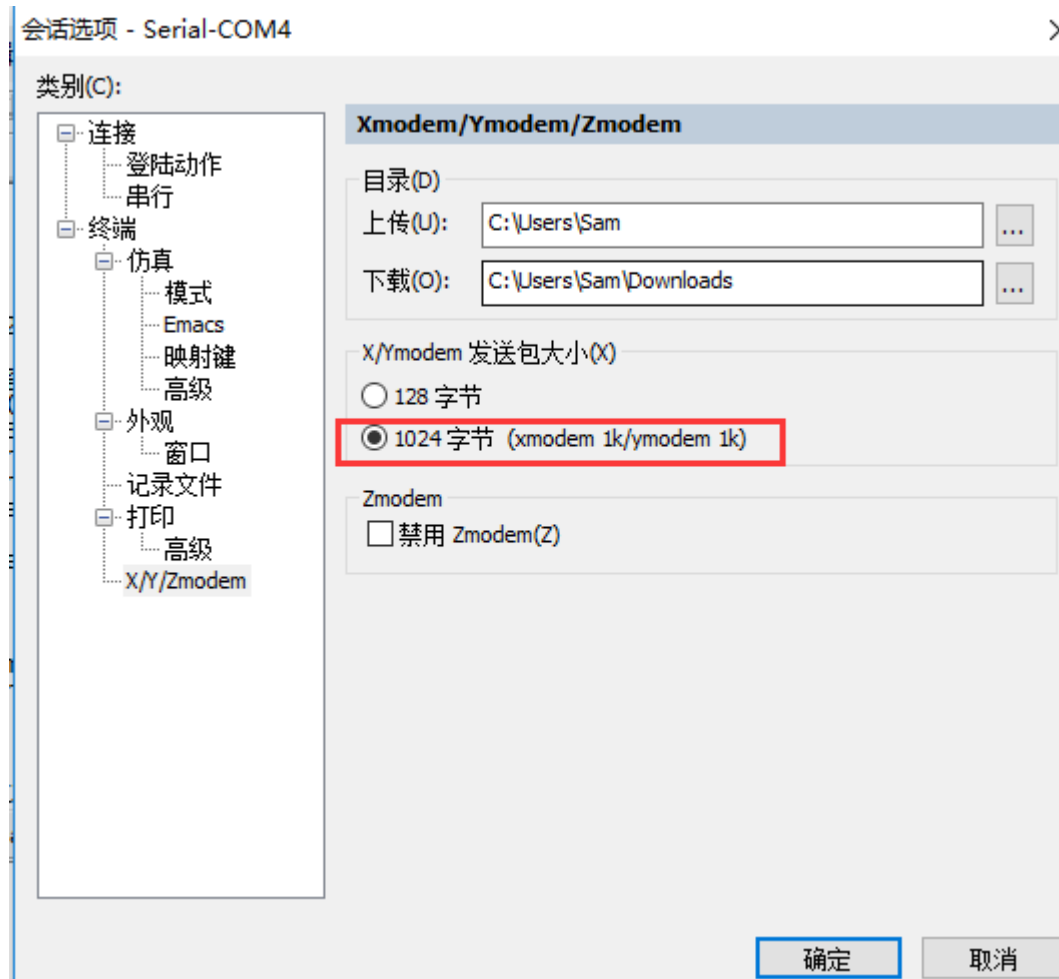 会话选项 - Serial-COM4
类别(C):
连接
登陆动作
串行
终端
仿真
模式
Emacs
映射键
高级
外观
窗口
记录文件
打印
高级
X/Y/Zmodem
Xmodem/Ymodem/Zmodem
目录(D)
上传(U): C:\Users\Sam ...
下载(O): C:\Users\Sam\Downloads ...
X/Ymodem 发送包大小(X)
128 字节
1024 字节 (xmodem 1k/ymodem 1k)
Zmodem
禁用 Zmodem(Z)
确定 取消